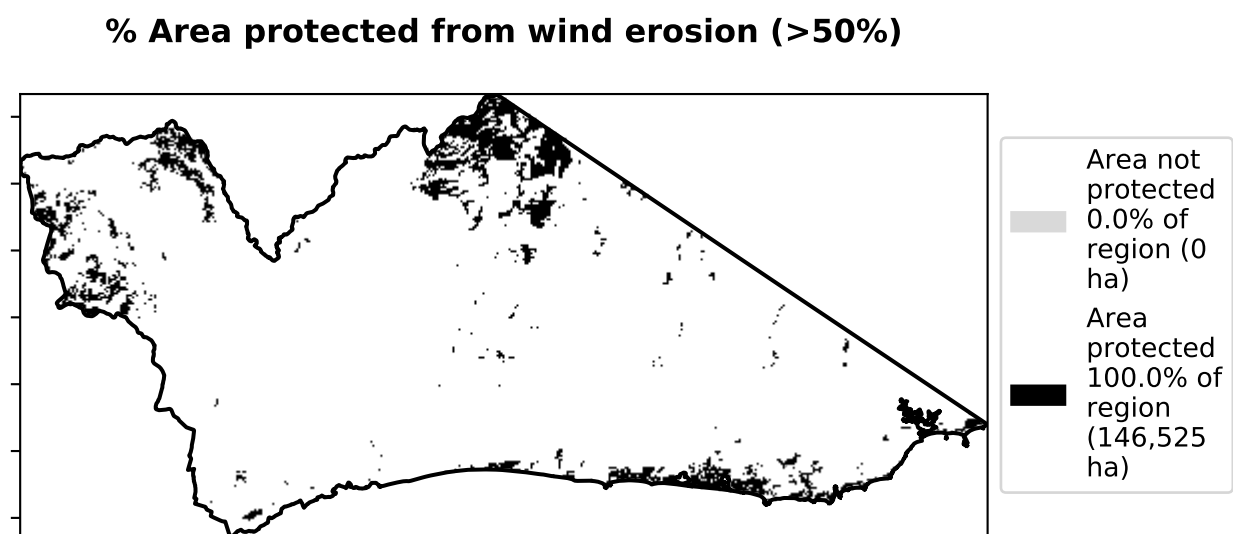 % Area protected from wind erosion (>50%)
Area not
protected
0.0% of
region (0
ha)
Area
protected
100.0% of
region
(146,525
ha)